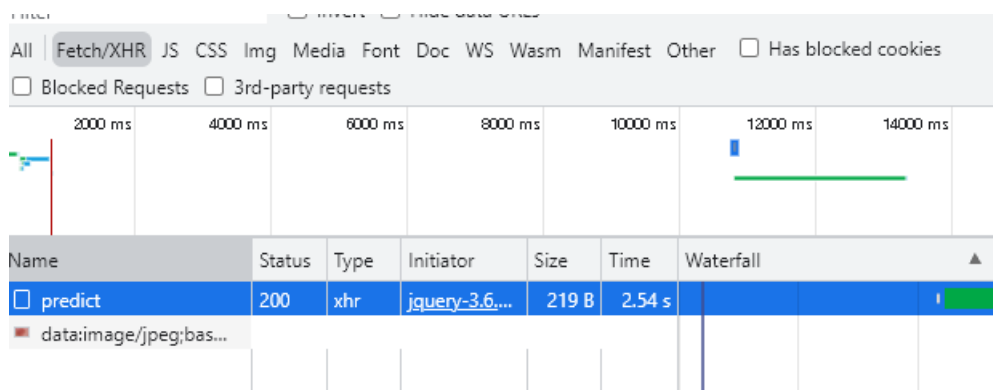 All Fetch/XHR JS CSS Img Media Font Doc WS Wasm Manifest Other Has blocked cookies
Blocked Requests 3rd-party requests
2000 ms 4000 ms 6000 ms 8000 ms 10000 ms 12000 ms 14000 ms
Name Status Type Initiator Size Time Waterfall
predict 200 xhr jquery-3.6.... 219 B 2.54 s
data:image/jpeg;bas...